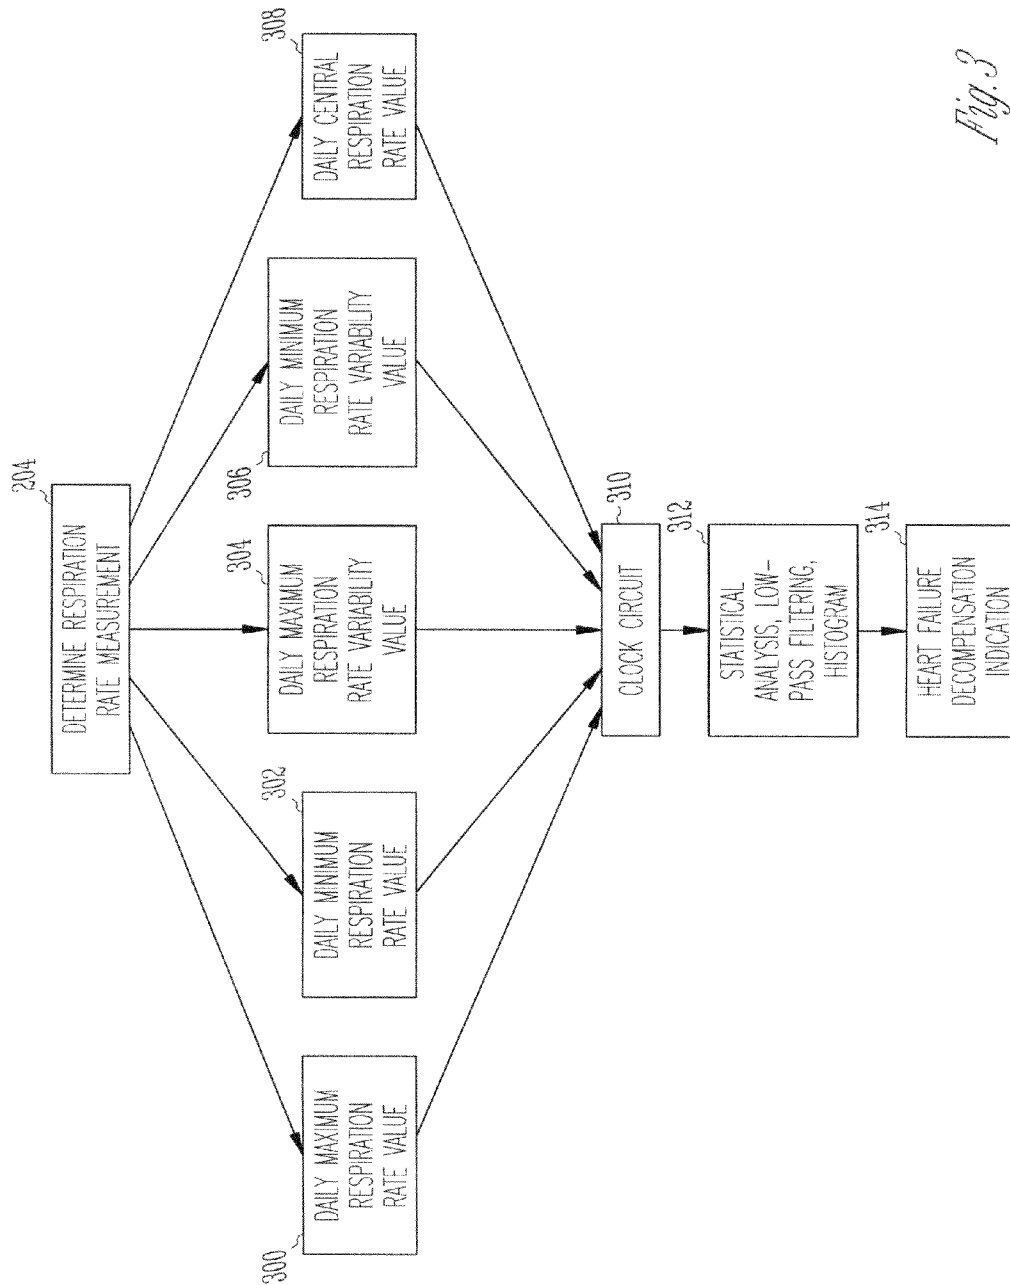 204
DETERMINE RESPIRATION
RATE MEASUREMENT
300
DAILY MAXIMUM
RESPIRATION
RATE VALUE
302
DAILY MINIMUM
RESPIRATION
RATE VALUE
304
DAILY MAXIMUM
RESPIRATION
RATE VARIABILITY
VALUE
306
DAILY MINIMUM
RESPIRATION
RATE VARIABILITY
VALUE
308
DAILY CENTRAL
RESPIRATION
RATE VALUE
310
CLOCK CIRCUIT
312
STATISTICAL
ANALYSIS, LOW-
PASS FILTERING,
HISTOGRAM
314
HEART FAILURE
DECOMPENSATION
INDICATION
Fig. 3